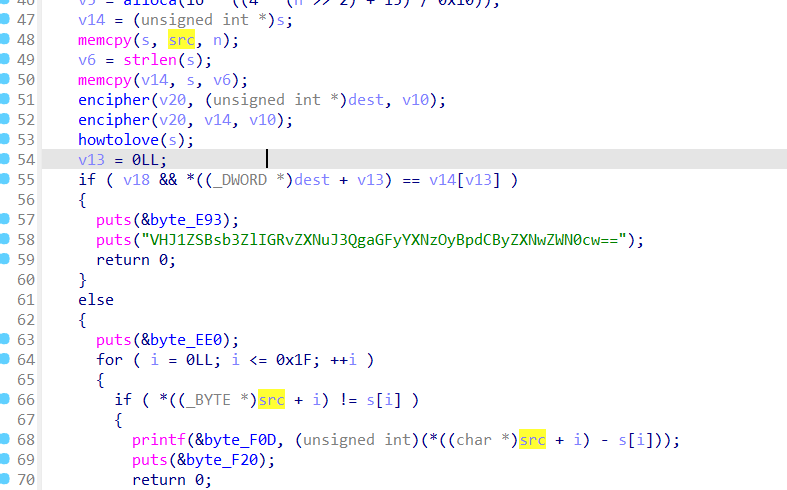 46 v5 = alloca(16 * ((4 * (n >> 2) + 15) / 0x10));
47 v14 = (unsigned int *)s;
48 memcpy(s, src, n);
49 v6 = strlen(s);
50 memcpy(v14, s, v6);
51 encipher(v20, (unsigned int *)dest, v10);
52 encipher(v20, v14, v10);
53 howtolove(s);
54 v13 = 0LL;
55 if ( v18 && *((_DWORD *)dest + v13) == v14[v13] )
56 {
57 puts(&byte_E93);
58 puts("VHJ1ZSBsb3ZlIGRvZXNuJ3QgaGFyYXNzOyBpdCByZXNwZWN0cw==");
59 return 0;
60 }
61 else
62 {
63 puts(&byte_EE0);
64 for ( i = 0LL; i <= 0x1F; ++i )
65 {
66 if ( *((_BYTE *)src + i) != s[i] )
67 {
68 printf(&byte_F0D, (unsigned int)(*((char *)src + i) - s[i]));
69 puts(&byte_F20);
70 return 0;